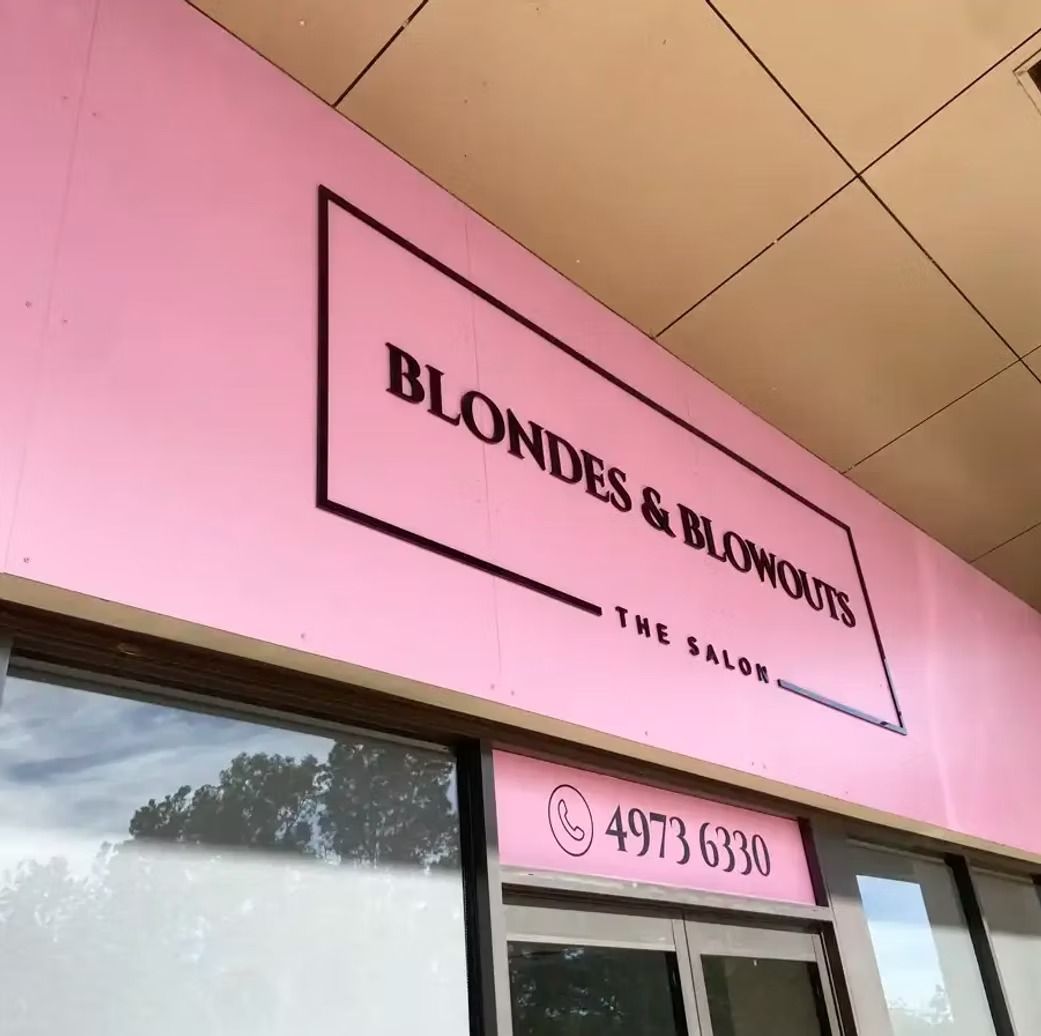 BLONDES & BLOWOUTS
THE SALON
4973 6330